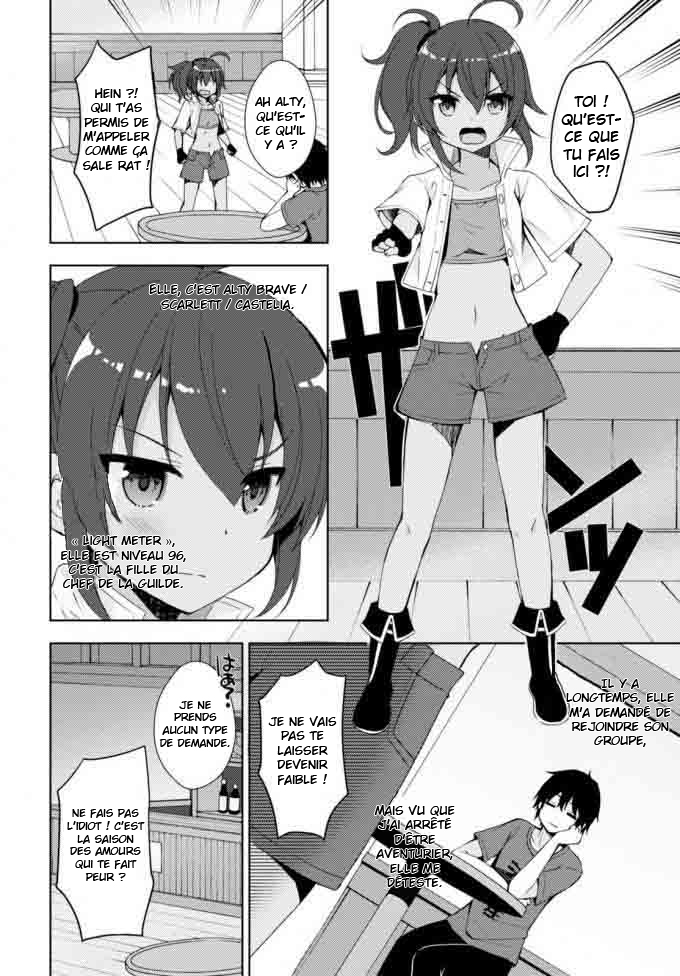 TOI !
QU'EST-
CE QUE
TU FAIS
ICI ?!
AH ALTY,
QU'EST-
CE QU'IL
Y A ?
HEIN ?!
QUI T'AS
PERMIS DE
M'APPELER
COMME ÇA
SALE RAT !
ガガッ
ELLE, C'EST ALTY BRAVE /
SCARLETT / CASTELIA.
« LIGHT METER »,
ELLE EST NIVEAU 96,
C'EST LA FILLE DU
CHEF DE LA GUILDE.
IL Y A
LONGTEMPS, ELLE
M'A DEMANDÉ DE
REJOINDRE SON
GROUPE,
MAIS VU QUE
J'AI ARRÊTÉ
D'ÊTRE
AVENTURIER,
ELLE ME
DÉTESTE.
JE NE VAIS
PAS TE
LAISSER
DEVENIR
FAIBLE !
JE NE
PRENDS
AUCUN TYPE
DE DEMANDE.
NE FAIS PAS
L'IDIOT ! C'EST
LA SAISON
DES AMOURS
QUI TE FAIT
PEUR ?